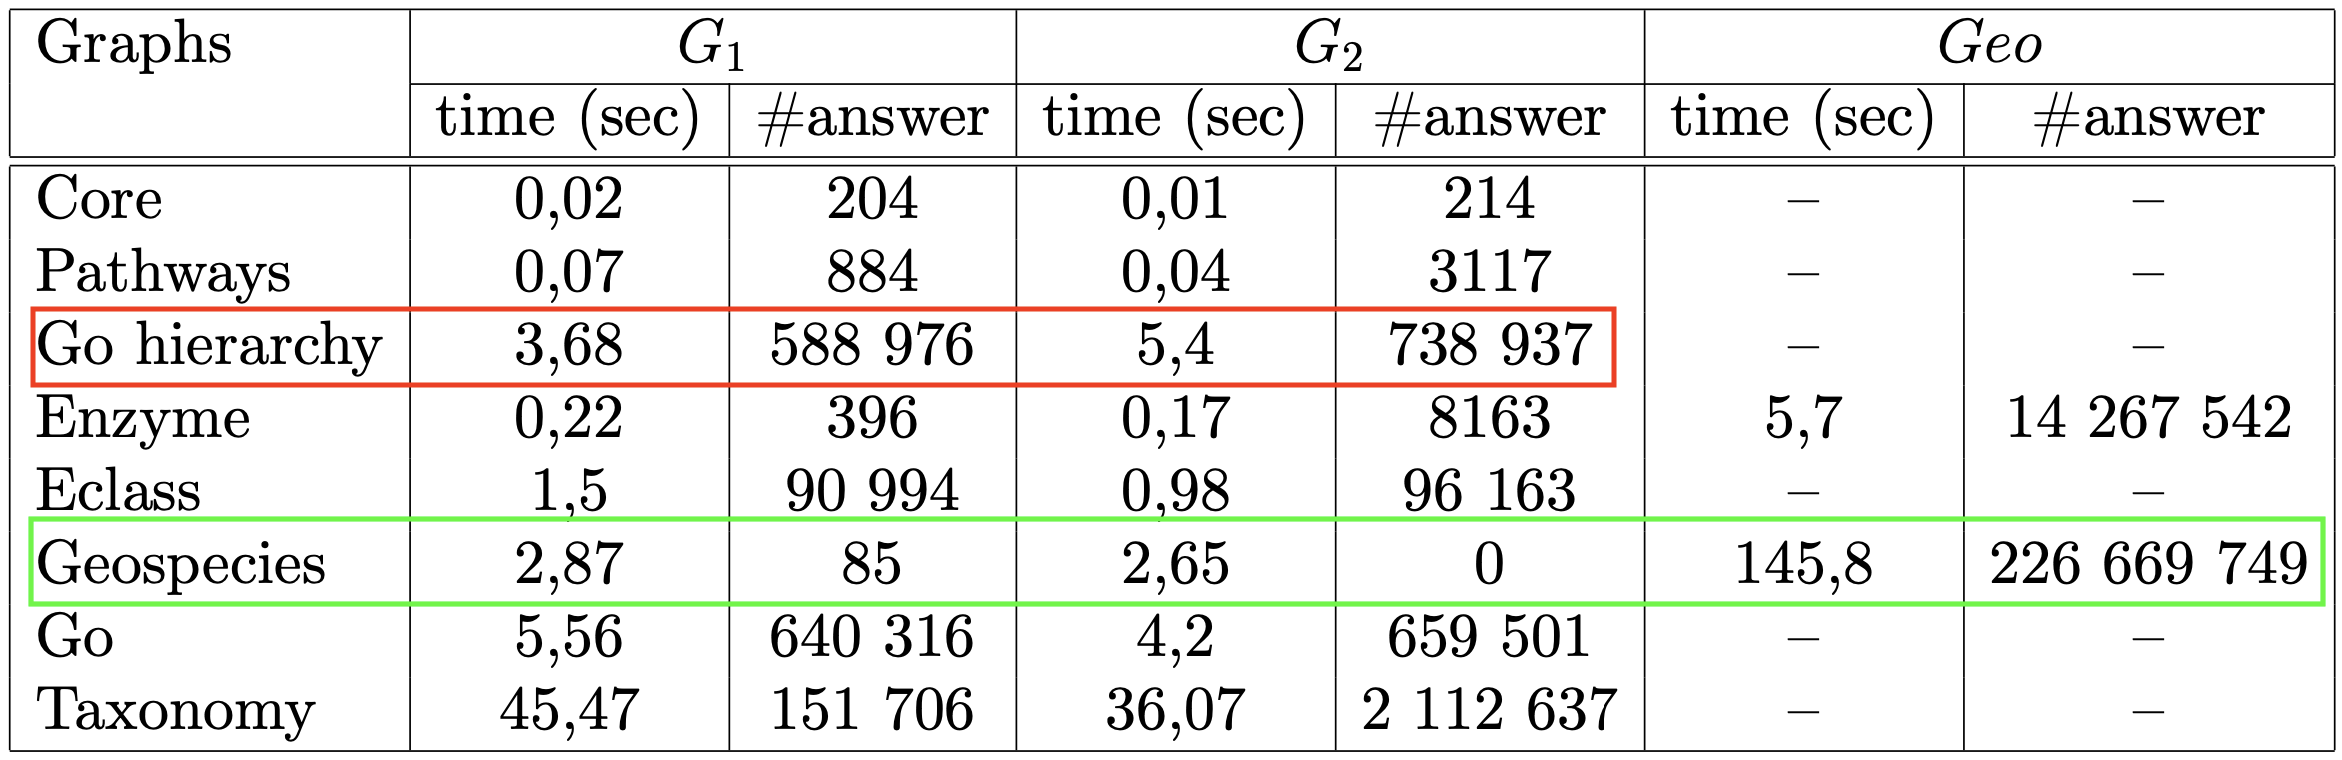 Graphs G1 G2 Geo
time (sec) #answer time (sec) #answer time (sec) #answer
Core 0,02 204 0,01 214 – –
Pathways 0,07 884 0,04 3117 – –
Go hierarchy 3,68 588 976 5,4 738 937 – –
Enzyme 0,22 396 0,17 8163 5,7 14 267 542
Eclass 1,5 90 994 0,98 96 163 – –
Geospecies 2,87 85 2,65 0 145,8 226 669 749
Go 5,56 640 316 4,2 659 501 – –
Taxonomy 45,47 151 706 36,07 2 112 637 – –